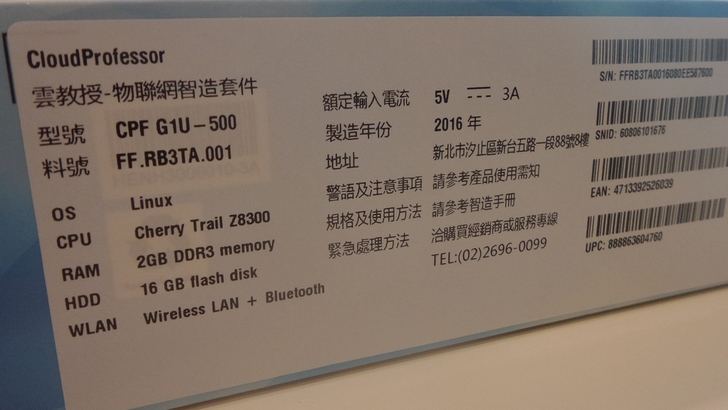 CloudProfessor
雲教授-物聯網智造套件
型號 CPF G1U-500
料號 FF.RB3TA.001
OS Linux
CPU Cherry Trail Z8300
RAM 2GB DDR3 memory
HDD 16 GB flash disk
WLAN Wireless LAN + Bluetooth
額定輸入電流 5V 3A
製造年份 2016 年
地址 新北市汐止區新台五路一段88號8樓
警語及注意事項 請參考產品使用需知
規格及使用方法 請參考智造手冊
緊急處理方法 洽購買經銷商或服務專線
TEL:(02)2696-0099
S/N: FFRB3TA0016080EE587600
SNID: 60806101676
EAN: 4713392526039
UPC: 888863604760